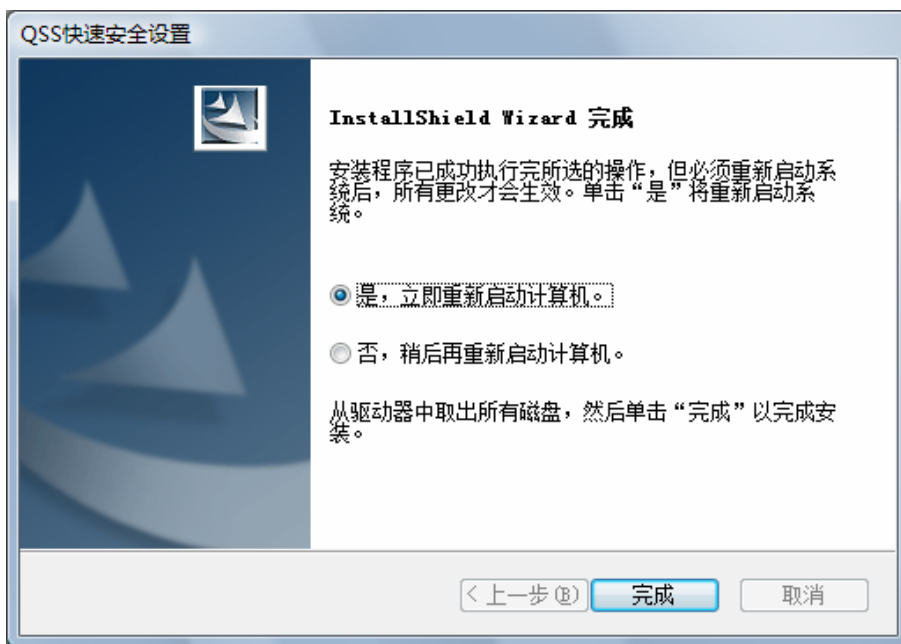 QSS快速安全设置
InstallShield Wizard 完成
安装程序已成功执行完所选的操作，但必须重新启动系
统后，所有更改才会生效。单击“是”将重新启动系
统。
是，立即重新启动计算机。
否，稍后再重新启动计算机。
从驱动器中取出所有磁盘，然后单击“完成”以完成安
装。
< 上一步(B)
完成
取消